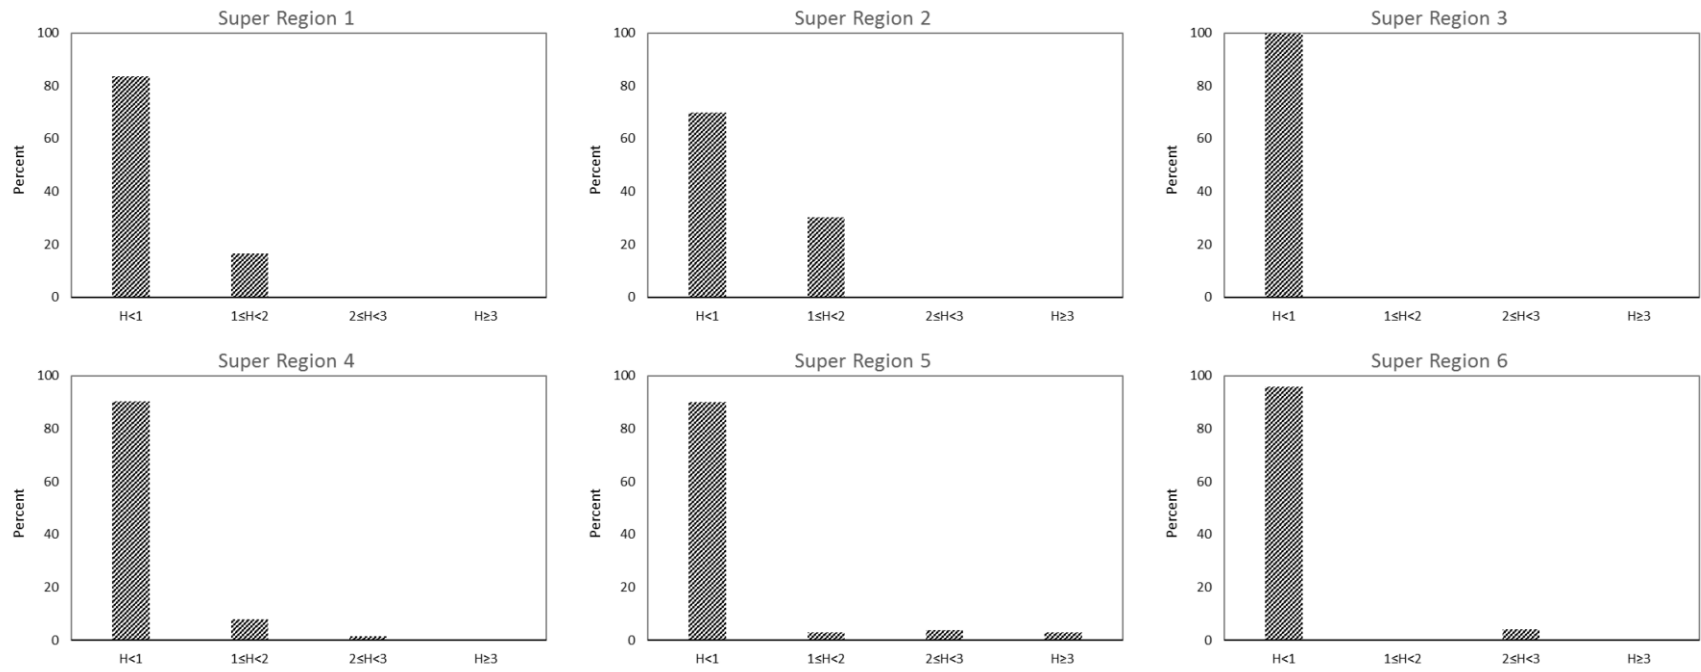 Super Region 1
100
80
60
40
20
0
Percent
H<1 1≤H<2 2≤H<3 H≥3
Super Region 2
100
80
60
40
20
0
Percent
H<1 1≤H<2 2≤H<3 H≥3
Super Region 3
100
80
60
40
20
0
Percent
H<1 1≤H<2 2≤H<3 H≥3
Super Region 4
100
80
60
40
20
0
Percent
H<1 1≤H<2 2≤H<3 H≥3
Super Region 5
100
80
60
40
20
0
Percent
H<1 1≤H<2 2≤H<3 H≥3
Super Region 6
100
80
60
40
20
0
Percent
H<1 1≤H<2 2≤H<3 H≥3